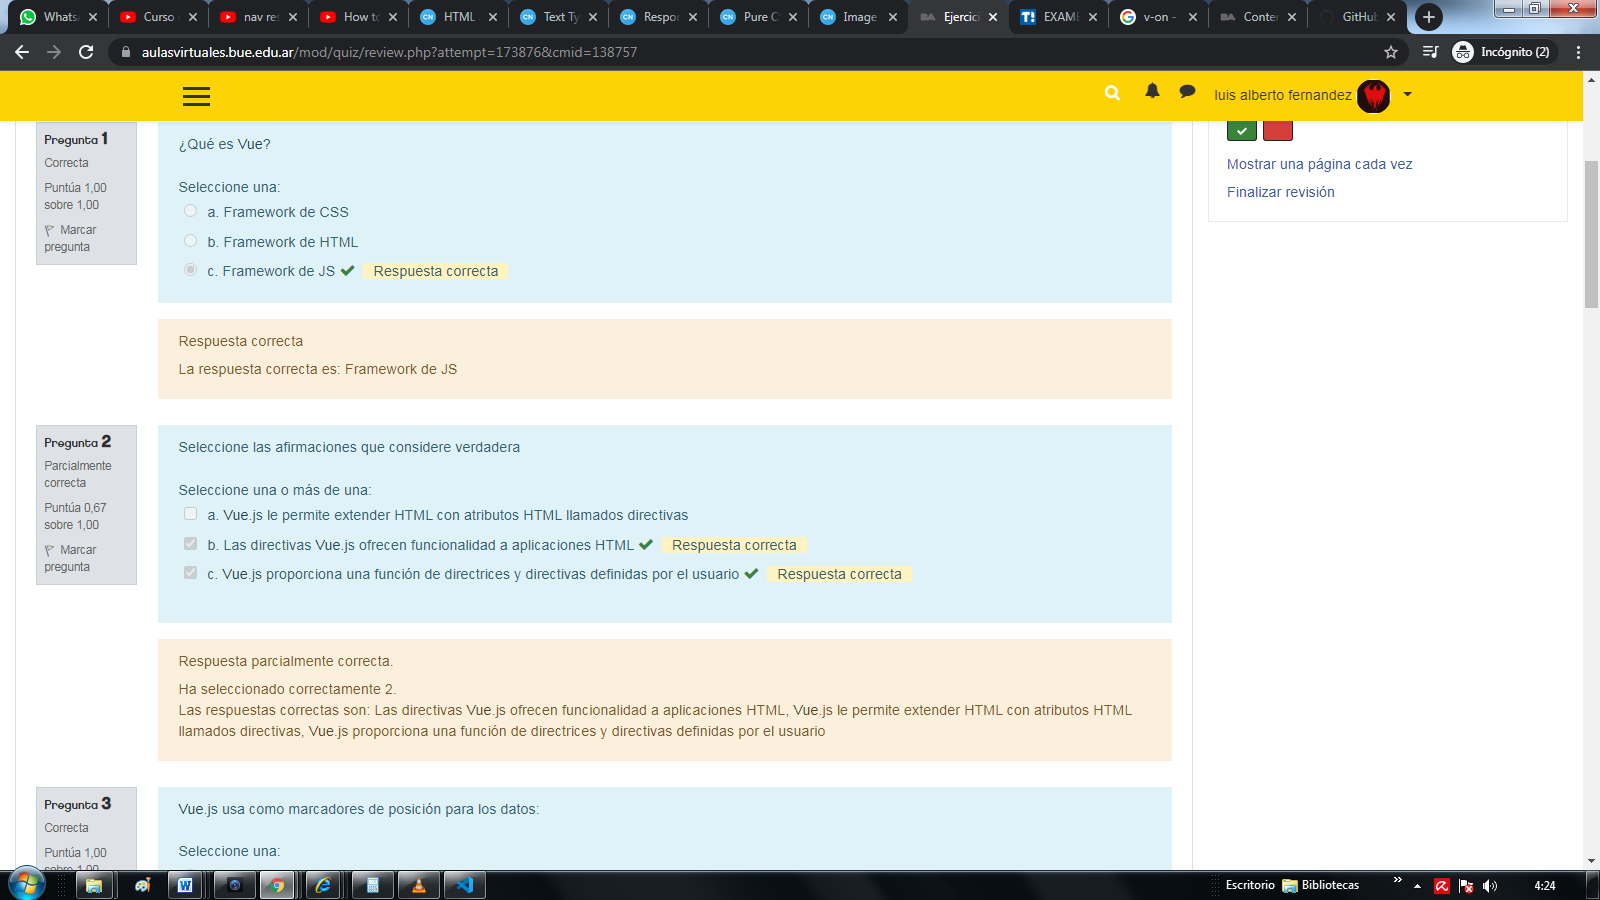 Whats
Curso
nav re
How to
HTML
Text Ty
Respor
Pure C
Image
Ejercici
EXAME
v-on -
Conter
GitHub
aulasvirtuales.bue.edu.ar/mod/quiz/review.php?attempt=173876&cmid=138757
Incógnito (2)
luis alberto fernandez
Pregunta 1
Correcta
Puntúa 1,00
sobre 1,00
Marcar
pregunta
¿Qué es Vue?
Seleccione una:
a. Framework de CSS
b. Framework de HTML
c. Framework de JS Respuesta correcta
Respuesta correcta
La respuesta correcta es: Framework de JS
Mostrar una página cada vez
Finalizar revisión
Pregunta 2
Parcialmente
correcta
Puntúa 0,67
sobre 1,00
Marcar
pregunta
Seleccione las afirmaciones que considere verdadera
Seleccione una o más de una:
a. Vue.js le permite extender HTML con atributos HTML llamados directivas
b. Las directivas Vue.js ofrecen funcionalidad a aplicaciones HTML Respuesta correcta
c. Vue.js proporciona una función de directrices y directivas definidas por el usuario Respuesta correcta
Respuesta parcialmente correcta.
Ha seleccionado correctamente 2.
Las respuestas correctas son: Las directivas Vue.js ofrecen funcionalidad a aplicaciones HTML, Vue.js le permite extender HTML con atributos HTML
llamados directivas, Vue.js proporciona una función de directrices y directivas definidas por el usuario
Pregunta 3
Correcta
Puntúa 1,00
sobre 1,00
Vue.js usa como marcadores de posición para los datos:
Seleccione una:
Escritorio
Bibliotecas
4:24